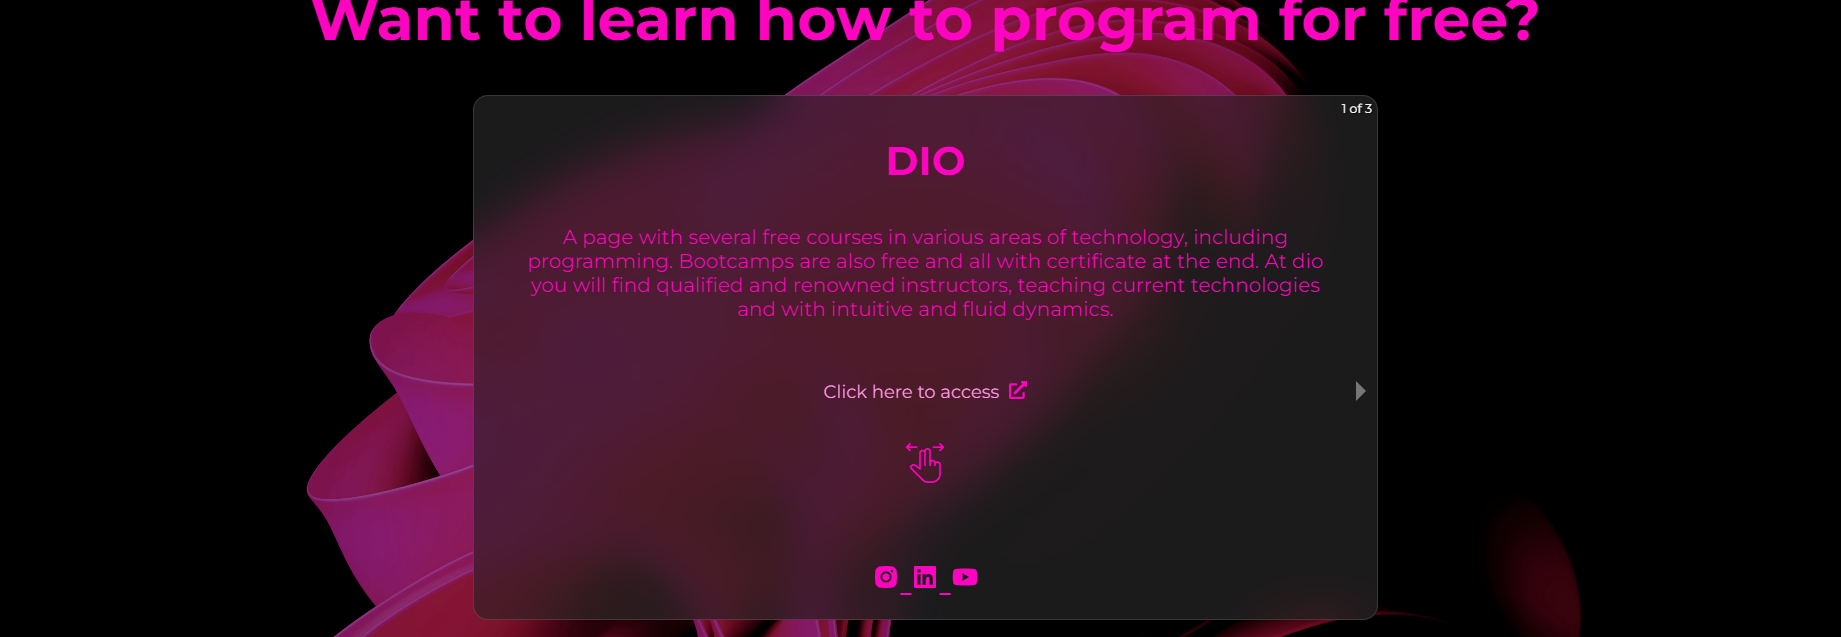 Want to learn how to program for free?
1 of 3
DIO
A page with several free courses in various areas of technology, including
programming. Bootcamps are also free and all with certificate at the end. At dio
you will find qualified and renowned instructors, teaching current technologies
and with intuitive and fluid dynamics.
Click here to access